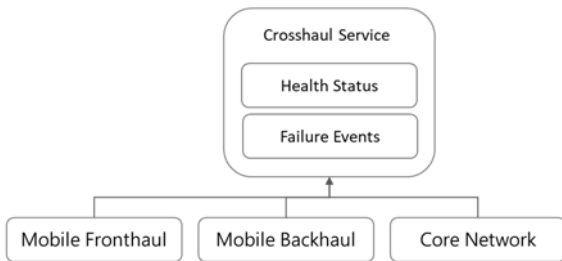 Crosshaul Service
Health Status
Failure Events
Mobile Fronthaul
Mobile Backhaul
Core Network